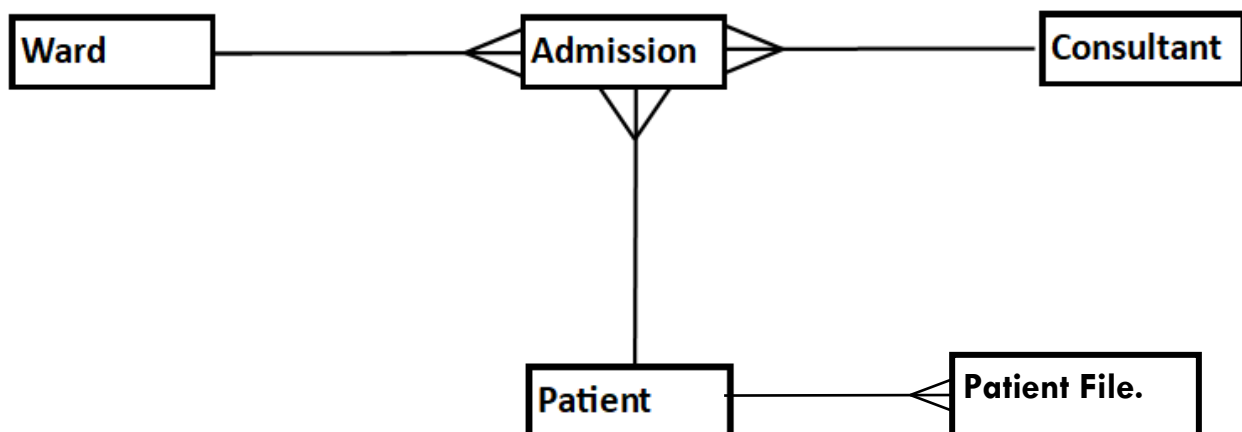 Ward
Admission
Consultant
Patient
Patient File.